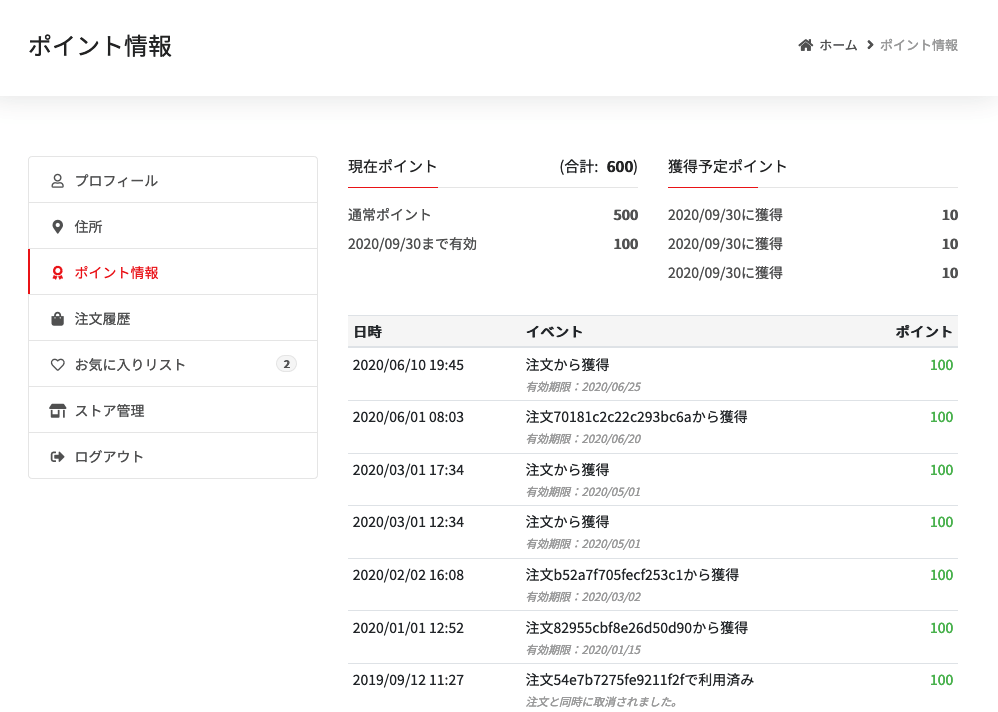 ポイント情報
ホーム ポイント情報
プロフィール
住所
ポイント情報
注文履歴
お気に入りリスト 2
ストア管理
ログアウト
現在ポイント (合計: 600)
通常ポイント 500
2020/09/30まで有効 100
獲得予定ポイント
2020/09/30に獲得 10
2020/09/30に獲得 10
2020/09/30に獲得 10
日時 イベント ポイント
2020/06/10 19:45 注文から獲得 100
有効期限：2020/06/25
2020/06/01 08:03 注文70181c2c22c293bc6aから獲得 100
有効期限：2020/06/20
2020/03/01 17:34 注文から獲得 100
有効期限：2020/05/01
2020/03/01 12:34 注文から獲得 100
有効期限：2020/05/01
2020/02/02 16:08 注文b52a7f705fecf253c1から獲得 100
有効期限：2020/03/02
2020/01/01 12:52 注文82955cbf8e26d50d90から獲得 100
有効期限：2020/01/15
2019/09/12 11:27 注文54e7b7275fe9211f2fで利用済み 100
注文と同時に取消されました。